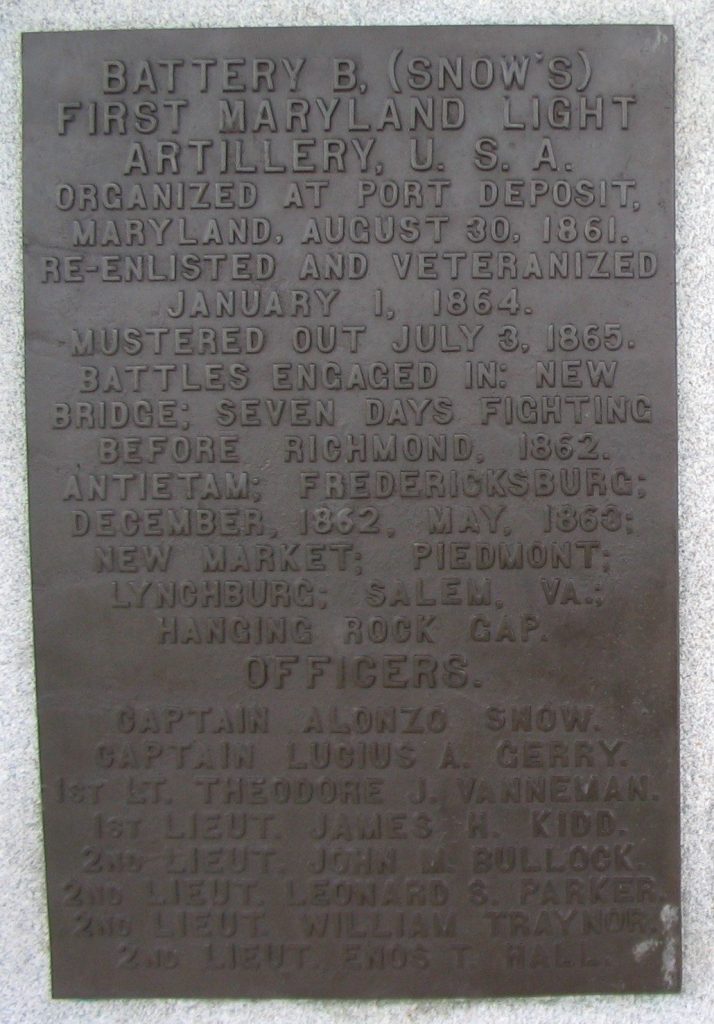 BATTERY B, (SNOW'S)
FIRST MARYLAND LIGHT
ARTILLERY, U. S. A.
ORGANIZED AT PORT DEPOSIT,
MARYLAND, AUGUST 30, 1861.
RE-ENLISTED AND VETERANIZED
JANUARY 1, 1864.
MUSTERED OUT JULY 3, 1865.
BATTLES ENGAGED IN: NEW
BRIDGE; SEVEN DAYS FIGHTING
BEFORE RICHMOND, 1862.
ANTIETAM; FREDERICKSBURG;
DECEMBER, 1862, MAY, 1863;
NEW MARKET; PIEDMONT;
LYNCHBURG; SALEM, VA.;
HANGING ROCK GAP.
OFFICERS.
CAPTAIN ALONZO SNOW.
CAPTAIN LUCIUS A. GERRY.
1ST LT. THEODORE J. VANNEMAN.
1ST LIEUT. JAMES H. KIDD.
2ND LIEUT. JOHN M. BULLOCK.
2ND LIEUT. LEONARD S. PARKER.
2ND LIEUT. WILLIAM TRAYNOR.
2ND LIEUT. ENOS T. HALL.